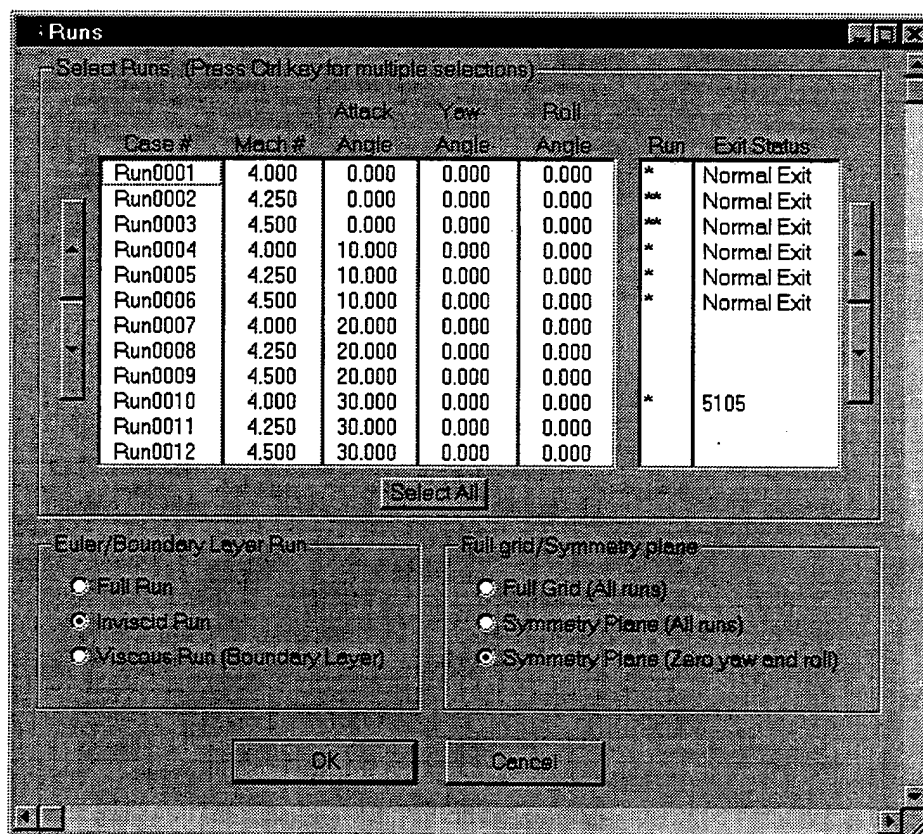 Runs
Select Runs (Press Ctrl key for multiple selections)
Attack Yaw Roll
Case # Mach # Angle Angle Angle Run Exit Status
Run0001 4.000 0.000 0.000 0.000 * Normal Exit
Run0002 4.250 0.000 0.000 0.000 ** Normal Exit
Run0003 4.500 0.000 0.000 0.000 ** Normal Exit
Run0004 4.000 10.000 0.000 0.000 * Normal Exit
Run0005 4.250 10.000 0.000 0.000 * Normal Exit
Run0006 4.500 10.000 0.000 0.000 * Normal Exit
Run0007 4.000 20.000 0.000 0.000
Run0008 4.250 20.000 0.000 0.000
Run0009 4.500 20.000 0.000 0.000
Run0010 4.000 30.000 0.000 0.000 * 5105
Run0011 4.250 30.000 0.000 0.000
Run0012 4.500 30.000 0.000 0.000
Select All
Euler/Boundary Layer Run
Full Run
Inviscid Run
Viscous Run (Boundary Layer)
Full grid/Symmetry plane
Full Grid (All runs)
Symmetry Plane (All runs)
Symmetry Plane (Zero yaw and roll)
OK Cancel